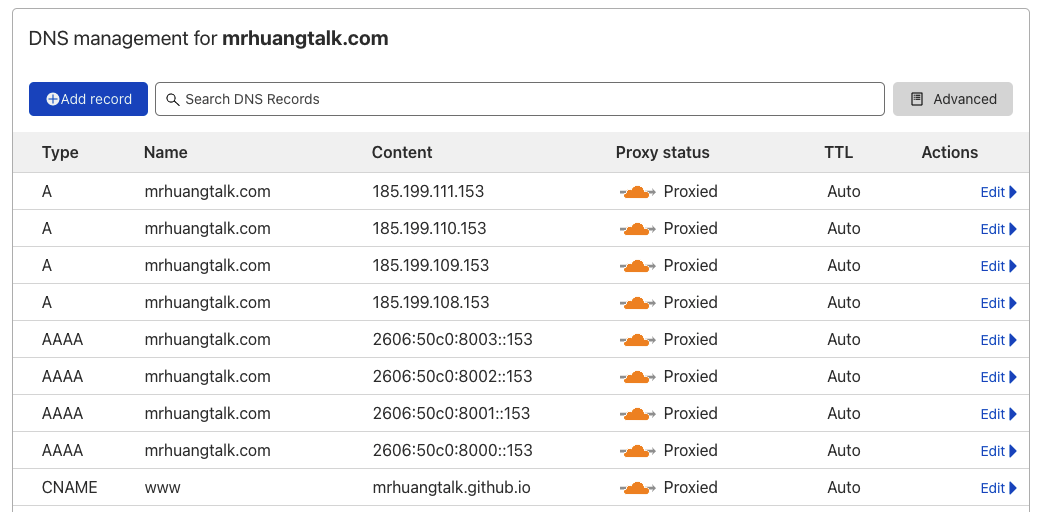 DNS management for mrhuangtalk.com
Add record Search DNS Records Advanced
Type Name Content Proxy status TTL Actions
A mrhuangtalk.com 185.199.111.153 Proxied Auto Edit
A mrhuangtalk.com 185.199.110.153 Proxied Auto Edit
A mrhuangtalk.com 185.199.109.153 Proxied Auto Edit
A mrhuangtalk.com 185.199.108.153 Proxied Auto Edit
AAAA mrhuangtalk.com 2606:50c0:8003::153 Proxied Auto Edit
AAAA mrhuangtalk.com 2606:50c0:8002::153 Proxied Auto Edit
AAAA mrhuangtalk.com 2606:50c0:8001::153 Proxied Auto Edit
AAAA mrhuangtalk.com 2606:50c0:8000::153 Proxied Auto Edit
CNAME www mrhuangtalk.github.io Proxied Auto Edit